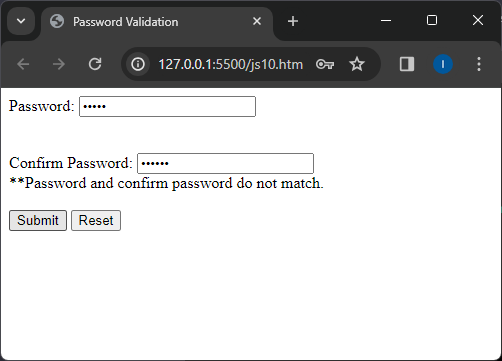 Password Validation
127.0.0.1:5500/js10.htm
I
Password: •••••
Confirm Password: ••••••
**Password and confirm password do not match.
Submit Reset